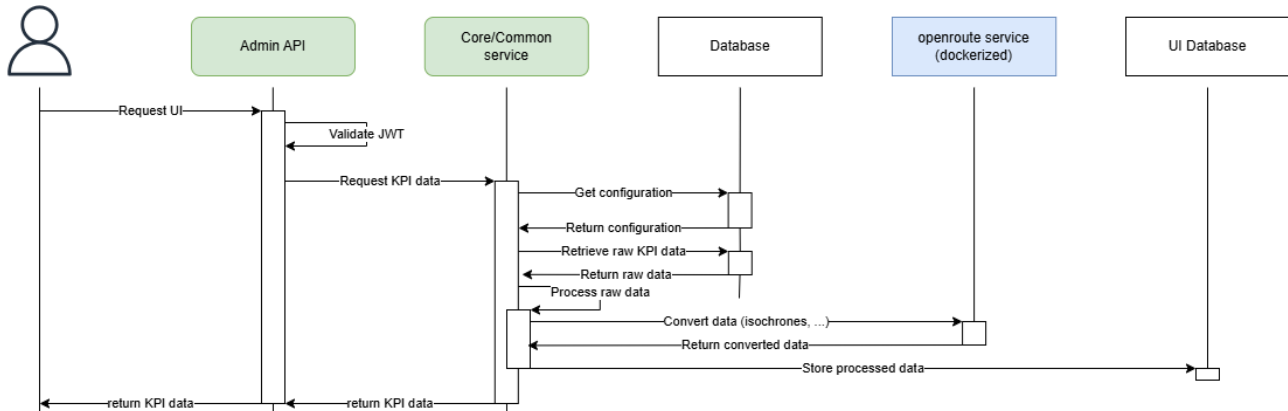 Admin API
Core/Common
service
Database
openroute service
(dockerized)
UI Database
Request UI
Validate JWT
Request KPI data
Get configuration
Return configuration
Retrieve raw KPI data
Return raw data
Process raw data
Convert data (isochrones, ...)
Return converted data
Store processed data
return KPI data
return KPI data